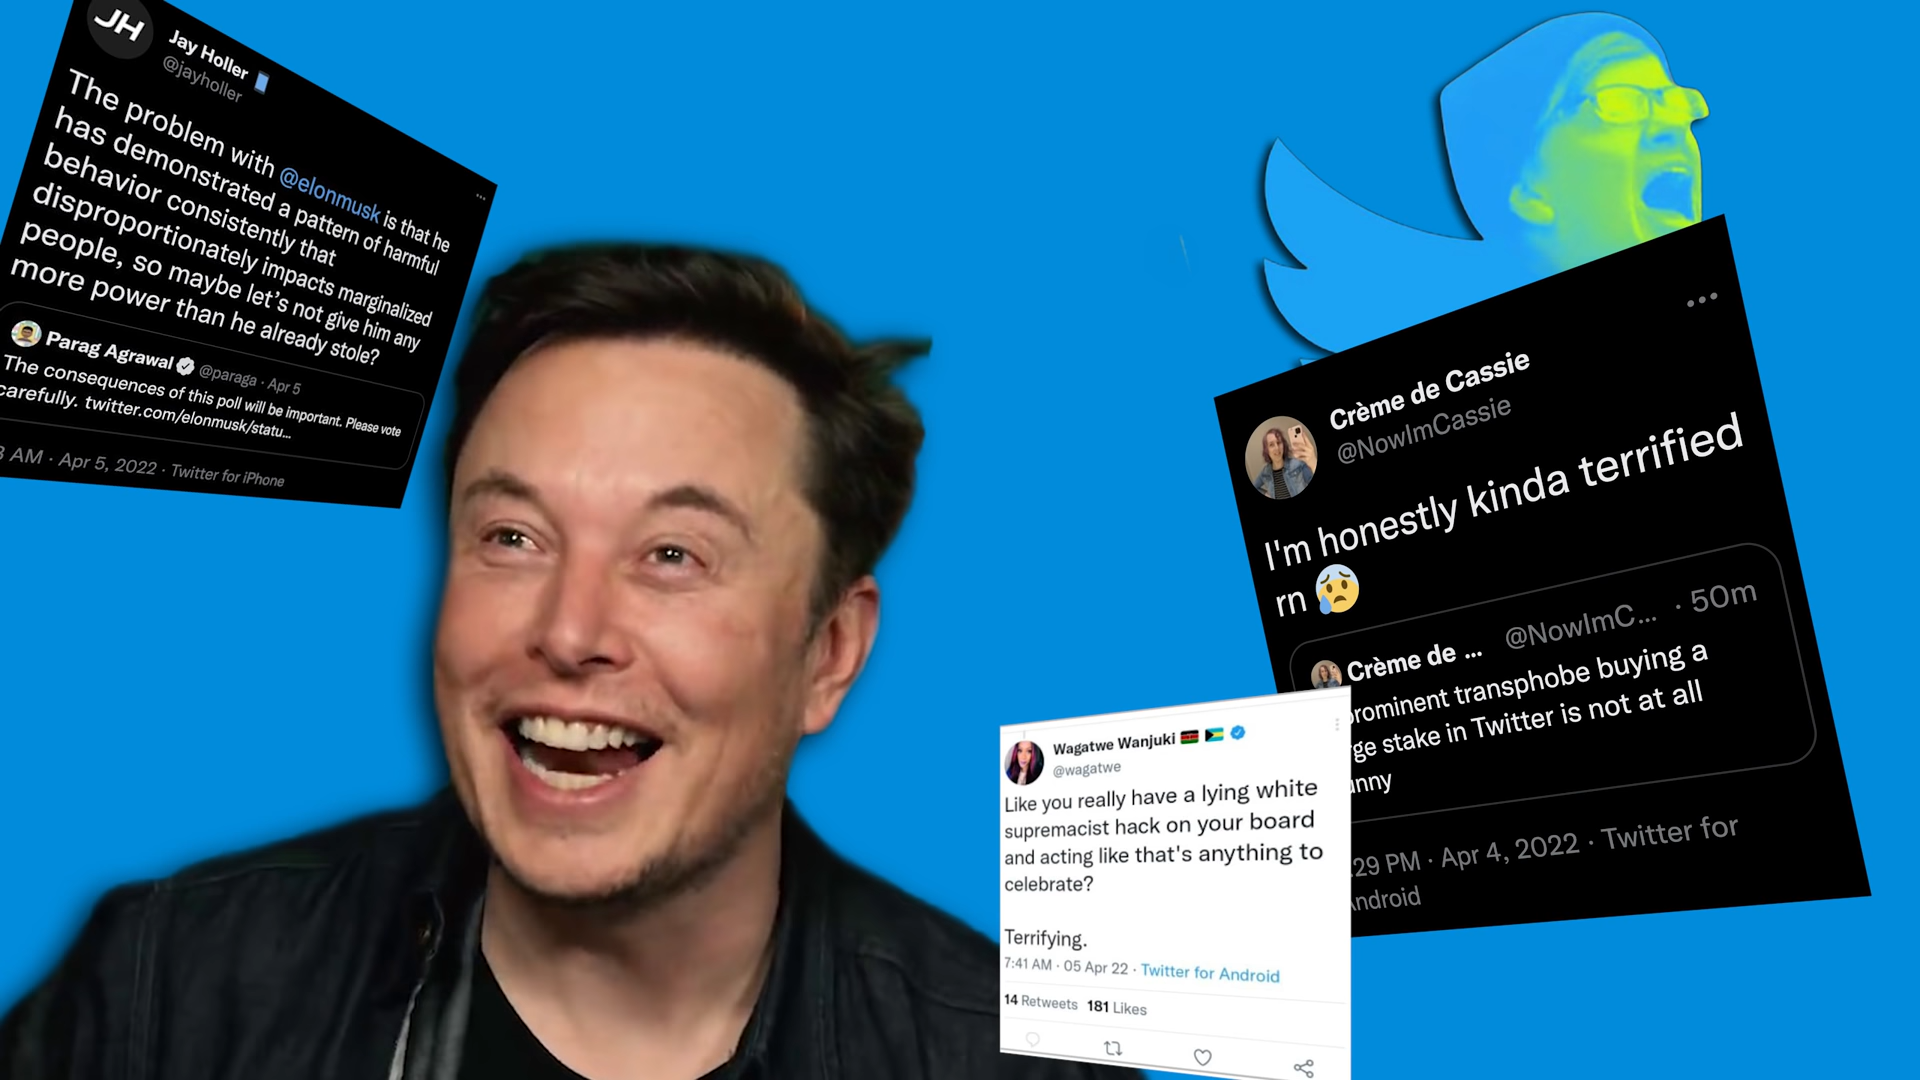 JH
Jay Holler
@jayholler
The problem with @elonmusk is that he
has demonstrated a pattern of harmful
behavior consistently that
disproportionately impacts marginalized
people, so maybe let's not give him any
more power than he already stole?
Parag Agrawal @paraga · Apr 5
The consequences of this poll will be important. Please vote
carefully. twitter.com/elonmusk/statu...
AM · Apr 5, 2022 · Twitter for iPhone
Crème de Cassie
@NowImCassie
I'm honestly kinda terrified
rn 😰
Crème de ... @NowImC... · 50m
prominent transphobe buying a
rge stake in Twitter is not at all
unny
:29 PM · Apr 4, 2022 · Twitter for
Android
Wagatwe Wanjuki 🇰🇪 🇧🇸
@wagatwe
Like you really have a lying white
supremacist hack on your board
and acting like that's anything to
celebrate?
Terrifying.
7:41 AM · 05 Apr 22 · Twitter for Android
14 Retweets 181 Likes